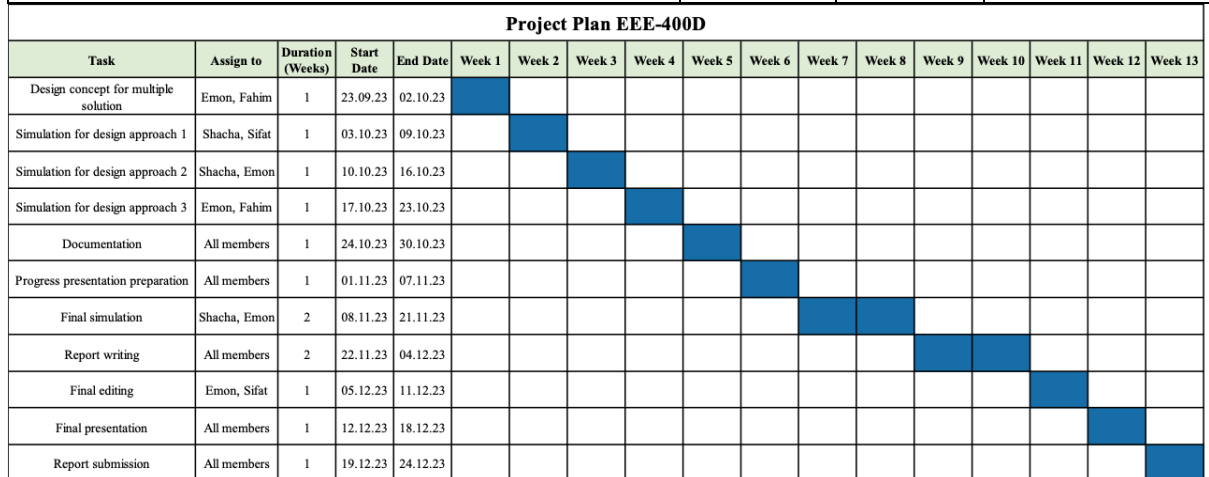 Project Plan EEE-400D
Task Assign to Duration (Weeks) Start Date End Date Week 1 Week 2 Week 3 Week 4 Week 5 Week 6 Week 7 Week 8 Week 9 Week 10 Week 11 Week 12 Week 13
Design concept for multiple solution Emon, Fahim 1 23.09.23 02.10.23
Simulation for design approach 1 Shacha, Sifat 1 03.10.23 09.10.23
Simulation for design approach 2 Shacha, Emon 1 10.10.23 16.10.23
Simulation for design approach 3 Emon, Fahim 1 17.10.23 23.10.23
Documentation All members 1 24.10.23 30.10.23
Progress presentation preparation All members 1 01.11.23 07.11.23
Final simulation Shacha, Emon 2 08.11.23 21.11.23
Report writing All members 2 22.11.23 04.12.23
Final editing Emon, Sifat 1 05.12.23 11.12.23
Final presentation All members 1 12.12.23 18.12.23
Report submission All members 1 19.12.23 24.12.23